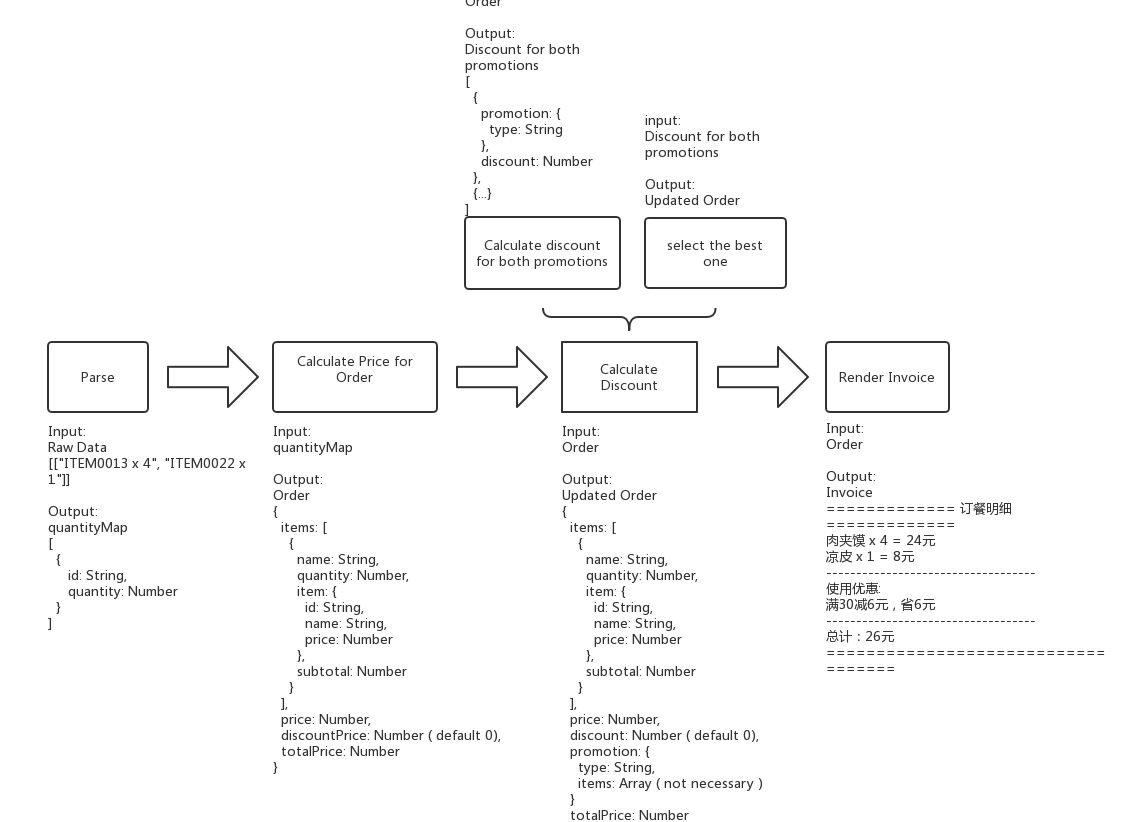 Order
Output:
Discount for both
promotions
[
{
promotion: {
type: String
},
discount: Number
},
{...}
]
input:
Discount for both
promotions
Output:
Updated Order
Calculate discount
for both promotions
select the best
one
Parse
Calculate Price for
Order
Calculate
Discount
Render Invoice
Input:
Raw Data
[["ITEM0013 x 4", "ITEM0022 x
1"]]
Output:
quantityMap
[
{
id: String,
quantity: Number
}
]
Input:
quantityMap
Output:
Order
{
items: [
{
name: String,
quantity: Number,
item: {
id: String,
name: String,
price: Number
},
subtotal: Number
}
],
price: Number,
discountPrice: Number ( default 0),
totalPrice: Number
}
Input:
Order
Output:
Updated Order
{
items: [
{
name: String,
quantity: Number,
item: {
id: String,
name: String,
price: Number
},
subtotal: Number
}
],
price: Number,
discount: Number ( default 0),
promotion: {
type: String,
items: Array ( not necessary )
}
totalPrice: Number
Input:
Order
Output:
Invoice
============= 订餐明细
=============
肉夹馍 x 4 = 24元
凉皮 x 1 = 8元
-----------------------------------
使用优惠:
满30减6元，省6元
-----------------------------------
总计：26元
============================
=======